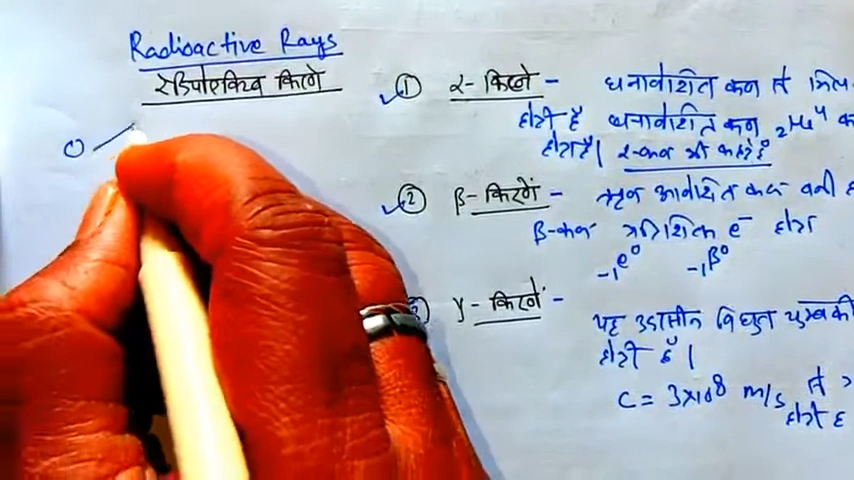 Radioactive Rays
रेडियोएक्टिव किरणे
① α - किरणे - धनावेशित कण से मिल
होती है धनावेशित कण ₂He⁴ क
होता है। α-कण भी कहते है
② β - किरणें - ऋण आवेशित कण बनी ह
β-कण प्रतिशित e⁻ होता
₋₁e⁰ ₋₁β⁰
γ - किरणें - यह उदासीन विधुत चुम्बकी
होती है।
C = 3×10⁸ m/s से
होती है